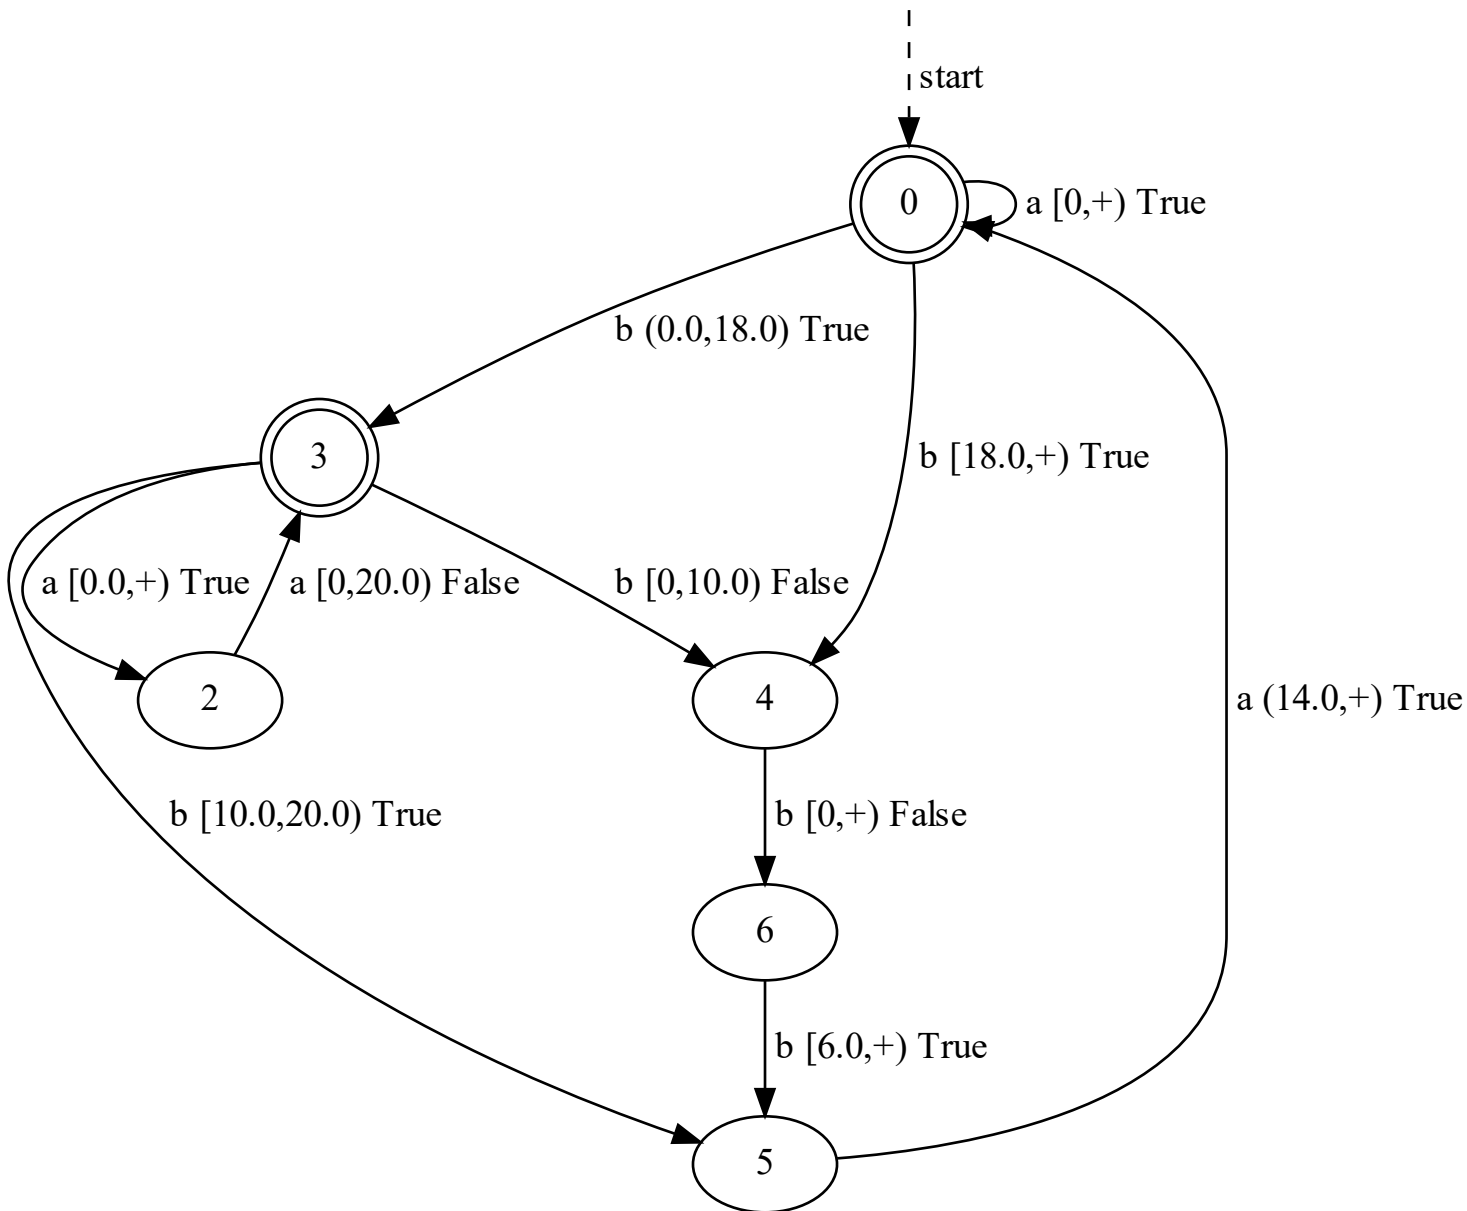 start
0
a [0,+) True
b (0.0,18.0) True
3
b [18.0,+) True
a [0.0,+) True
a [0,20.0) False
b [0,10.0) False
2
4
a (14.0,+) True
b [10.0,20.0) True
b [0,+) False
6
b [6.0,+) True
5